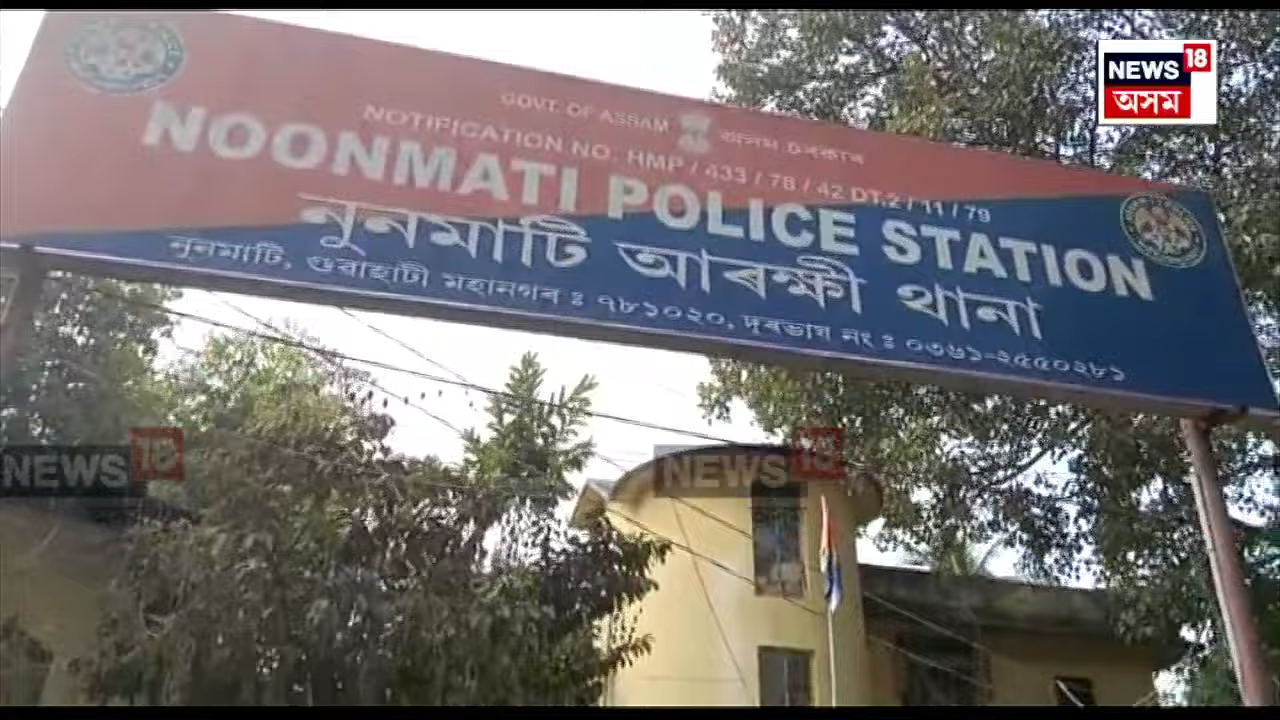 NEWS 18
অসম
GOVT. OF ASSAM অসম চৰকাৰ
NOTIFICATION NO. HMP / 433 / 78 / 42 DT.2 / 11 / 79
NOONMATI POLICE STATION
নুনমাটি আৰক্ষী থানা
নুনমাটি, গুৱাহাটী মহানগৰ ঃ ৭৮১০২০, দূৰভাষ নং ঃ ০৩৬১-২৫৫০২৮১
NEWS 18
NEWS 18